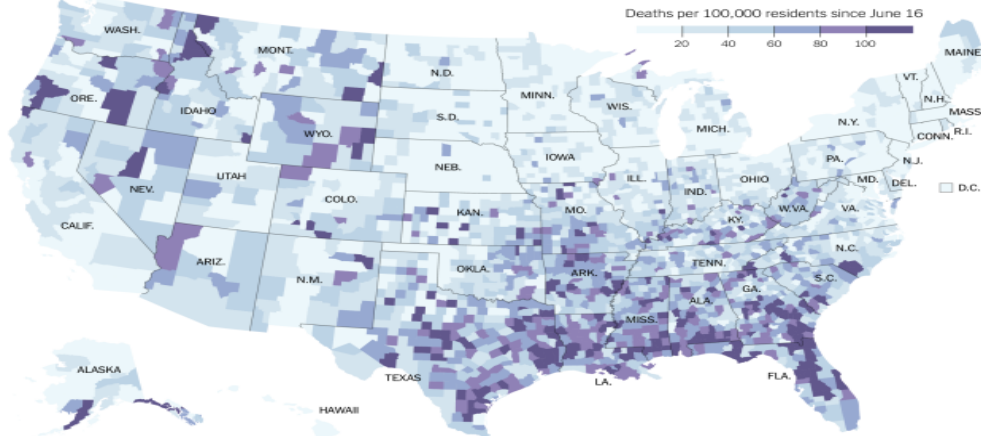 Deaths per 100,000 residents since June 16
20 40 60 80 100
WASH.
MONT.
N.D.
MINN.
MAINE
VT.
N.H.
MASS
ORE.
IDAHO
WYO.
S.D.
WIS.
MICH.
N.Y.
CONN.
R.I.
NEV.
UTAH
COLO.
NEB.
IOWA
ILL.
IND.
OHIO
PA.
N.J.
MD.
DEL.
D.C.
CALIF.
KAN.
MO.
KY.
W.VA.
VA.
ARIZ.
N.M.
OKLA.
ARK.
TENN.
N.C.
S.C.
MISS.
ALA.
GA.
TEXAS
LA.
FLA.
ALASKA
HAWAII